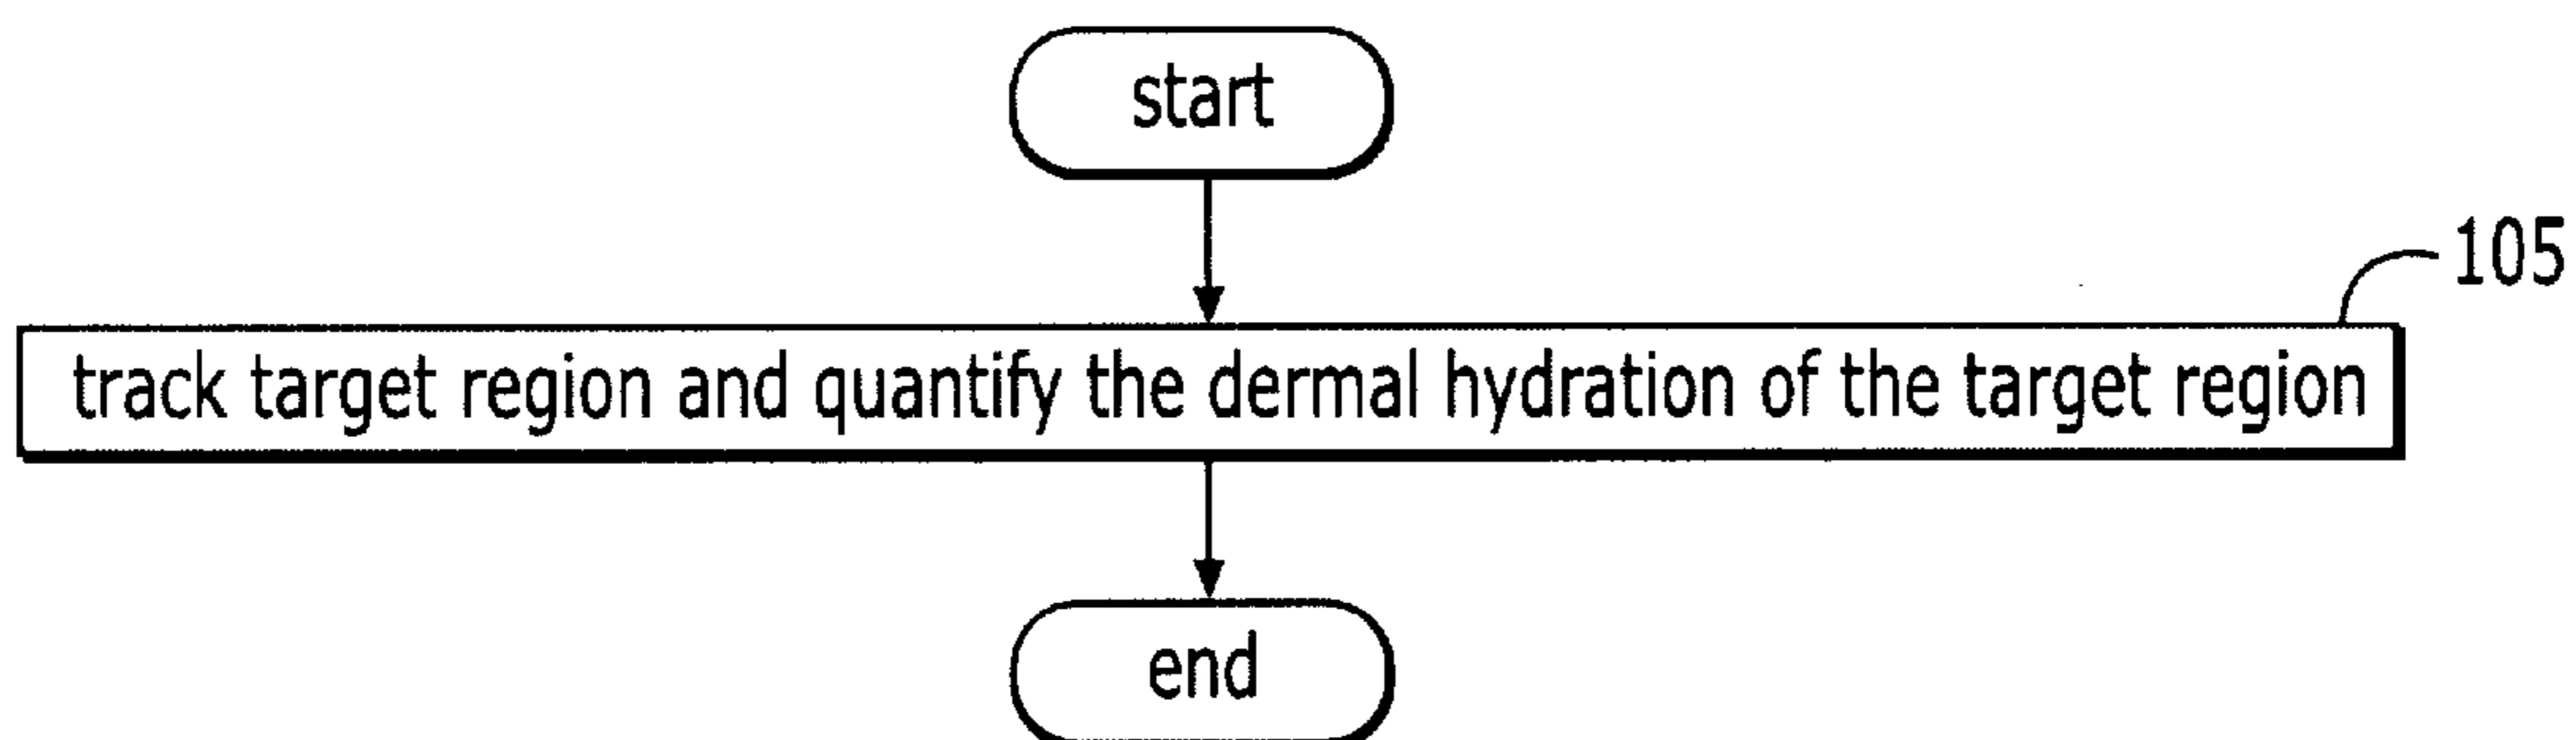 start
105
track target region and quantify the dermal hydration of the target region
end